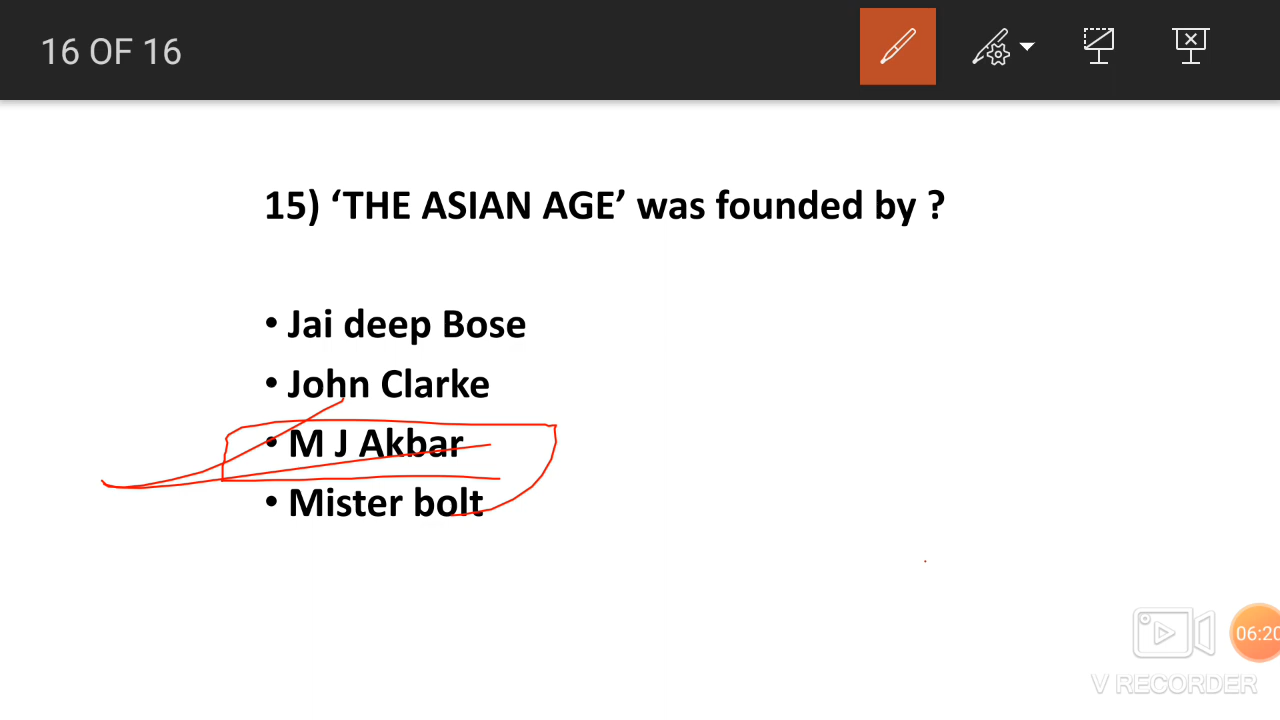 16 OF 16
15) ‘THE ASIAN AGE’ was founded by ?
• Jai deep Bose
• John Clarke
• M J Akbar
• Mister bolt
06:20
V RECORDER